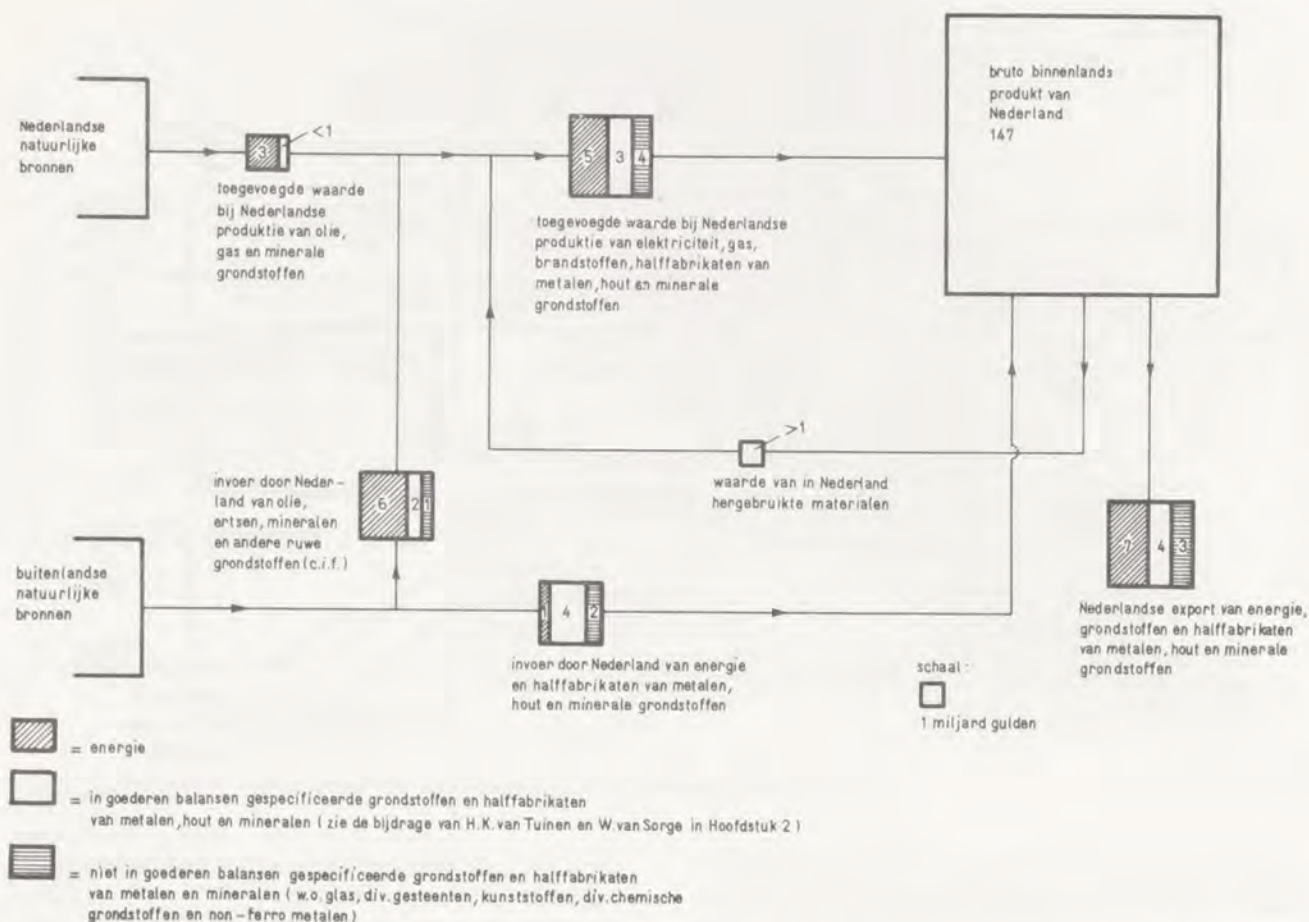 Nederlandse
natuurlijke
bronnen
3
<1
toegevoegde waarde
bij Nederlandse
produktie van olie,
gas en minerale
grondstoffen
5 3 4
toegevoegde waarde bij Nederlandse
produktie van elektriciteit, gas,
brandstoffen, halffabrikaten van
metalen, hout en minerale
grondstoffen
bruto binnenlands
produkt van
Nederland
147
invoer door Neder-
land van olie,
ertsen, mineralen
en andere ruwe
grondstoffen (c.i.f.)
6 2 1
>1
waarde van in Nederland
hergebruikte materialen
7 4 3
Nederlandse export van energie,
grondstoffen en halffabrikaten
van metalen, hout en minerale
grondstoffen
buitenlandse
natuurlijke
bronnen
1 4 2
invoer door Nederland van energie
en halffabrikaten van metalen,
hout en minerale grondstoffen
schaal :
1 miljard gulden
= energie
= in goederen balansen gespecificeerde grondstoffen en halffabrikaten
van metalen, hout en mineralen ( zie de bijdrage van H.K. van Tuinen en W. van Sorge in Hoofdstuk 2 )
= niet in goederen balansen gespecificeerde grondstoffen en halffabrikaten
van metalen en mineralen ( w.o. glas, div. gesteenten, kunststoffen, div. chemische
grondstoffen en non-ferro metalen )